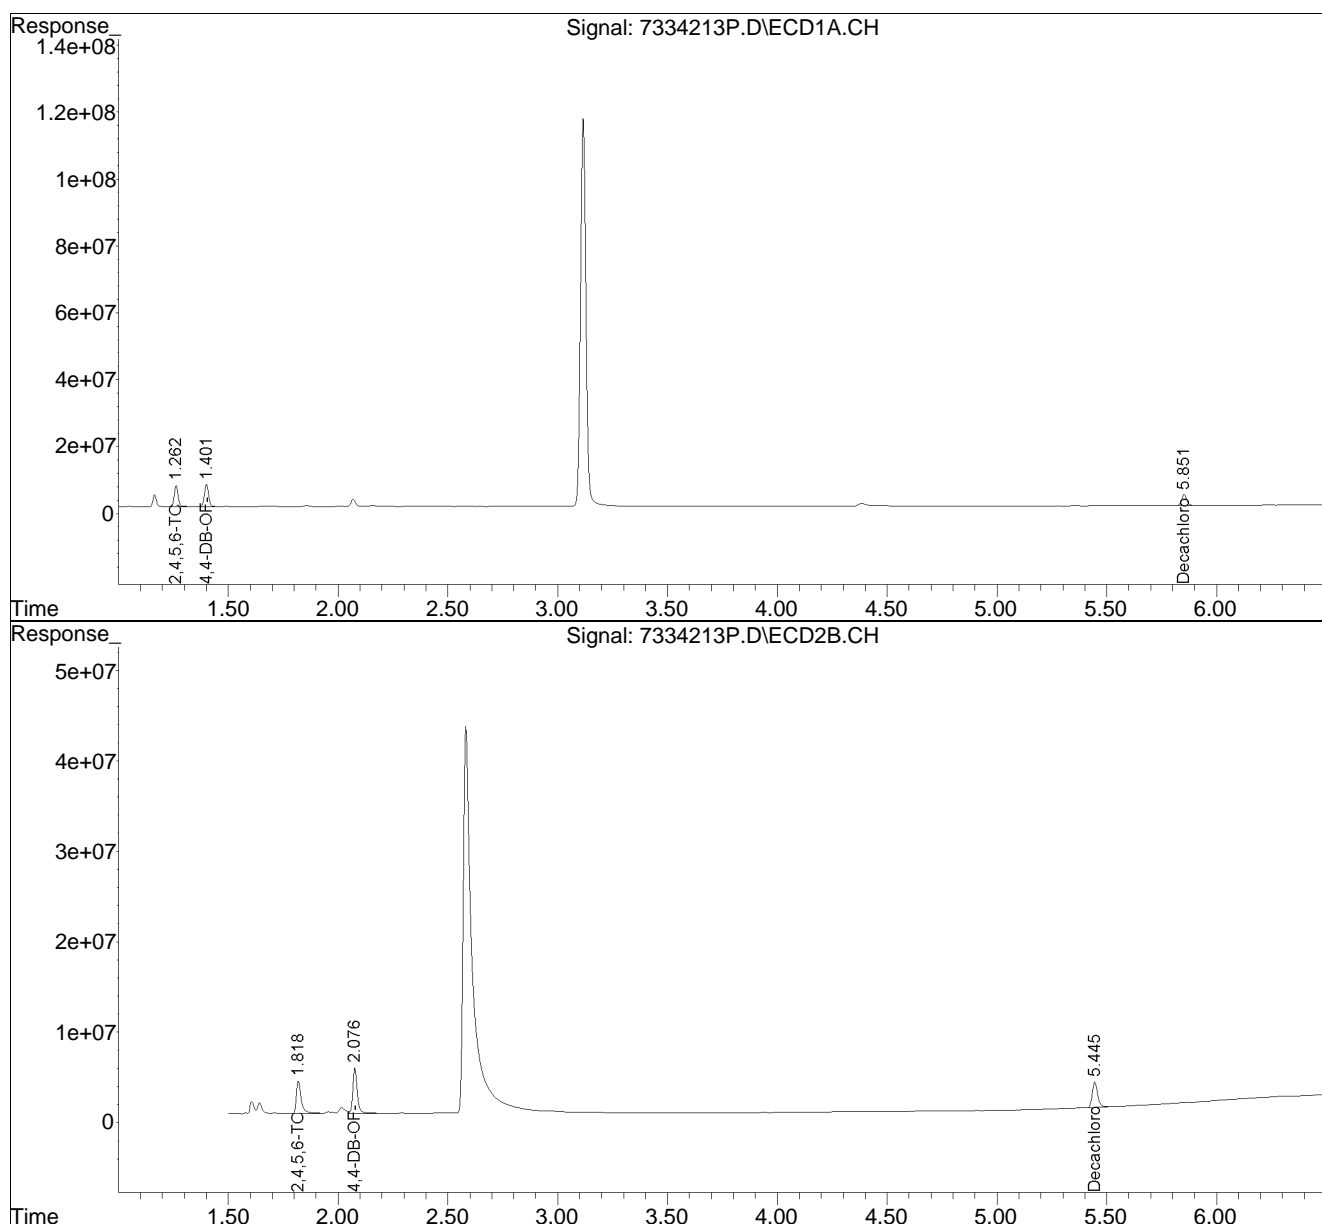 Response_
Signal: 7334213P.D\ECD1A.CH
1.4e+08
1.2e+08
1e+08
8e+07
6e+07
4e+07
2e+07
0
1.262
2,4,5,6-TC
1.401
4,4-DB-OF
5.851
Decachloro
Time
1.50 2.00 2.50 3.00 3.50 4.00 4.50 5.00 5.50 6.00
Response_
Signal: 7334213P.D\ECD2B.CH
5e+07
4e+07
3e+07
2e+07
1e+07
0
1.818
2,4,5,6-TC
2.076
4,4-DB-OF
5.445
Decachloro
Time
1.50 2.00 2.50 3.00 3.50 4.00 4.50 5.00 5.50 6.00